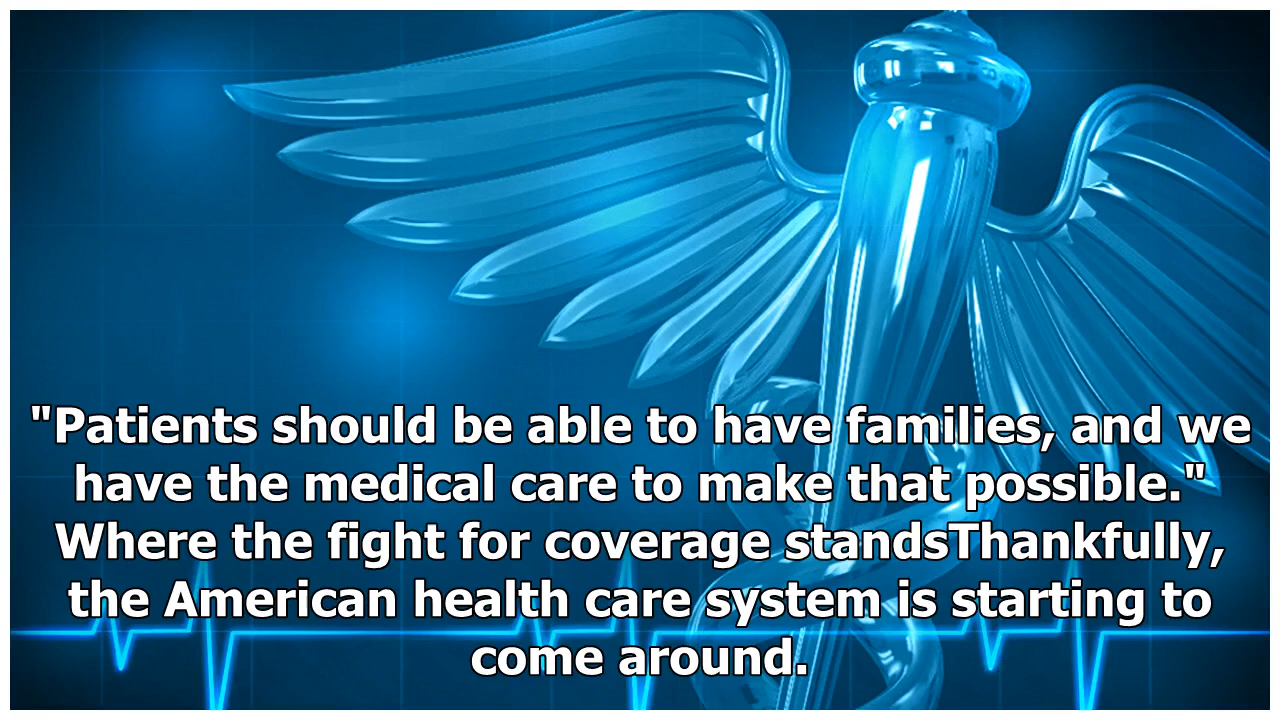 "Patients should be able to have families, and we
have the medical care to make that possible."
Where the fight for coverage standsThankfully,
the American health care system is starting to
come around.